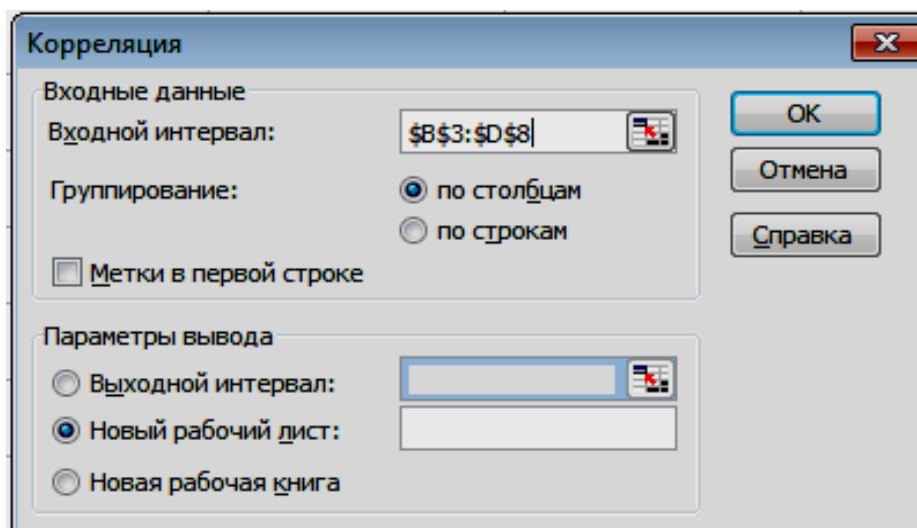 Корреляция
Входные данные
Входной интервал: $B$3:$D$8
Группирование: по столбцам
по строкам
Метки в первой строке
OK
Отмена
Справка
Параметры вывода
Выходной интервал:
Новый рабочий лист:
Новая рабочая книга